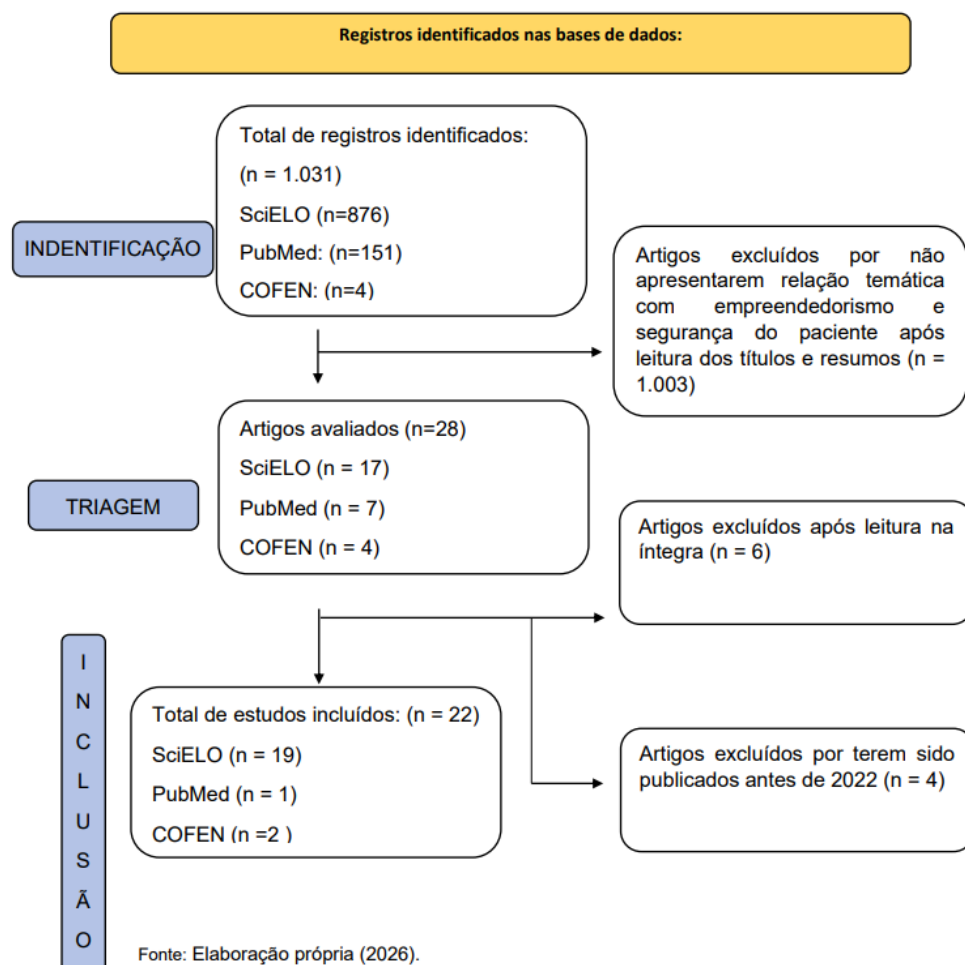 Registros identificados nas bases de dados:
INDENTIFICAÇÃO
Total de registros identificados:
(n = 1.031)
SciELO (n=876)
PubMed: (n=151)
COFEN: (n=4)
Artigos excluídos por não
apresentarem relação temática
com empreendedorismo e
segurança do paciente após
leitura dos títulos e resumos (n =
1.003)
TRIAGEM
Artigos avaliados (n=28)
SciELO (n = 17)
PubMed (n = 7)
COFEN (n = 4)
Artigos excluídos após leitura na
íntegra (n = 6)
I
N
C
L
U
S
Ã
O
Total de estudos incluídos: (n = 22)
SciELO (n = 19)
PubMed (n = 1)
COFEN (n =2 )
Artigos excluídos por terem sido
publicados antes de 2022 (n = 4)
Fonte: Elaboração própria (2026).